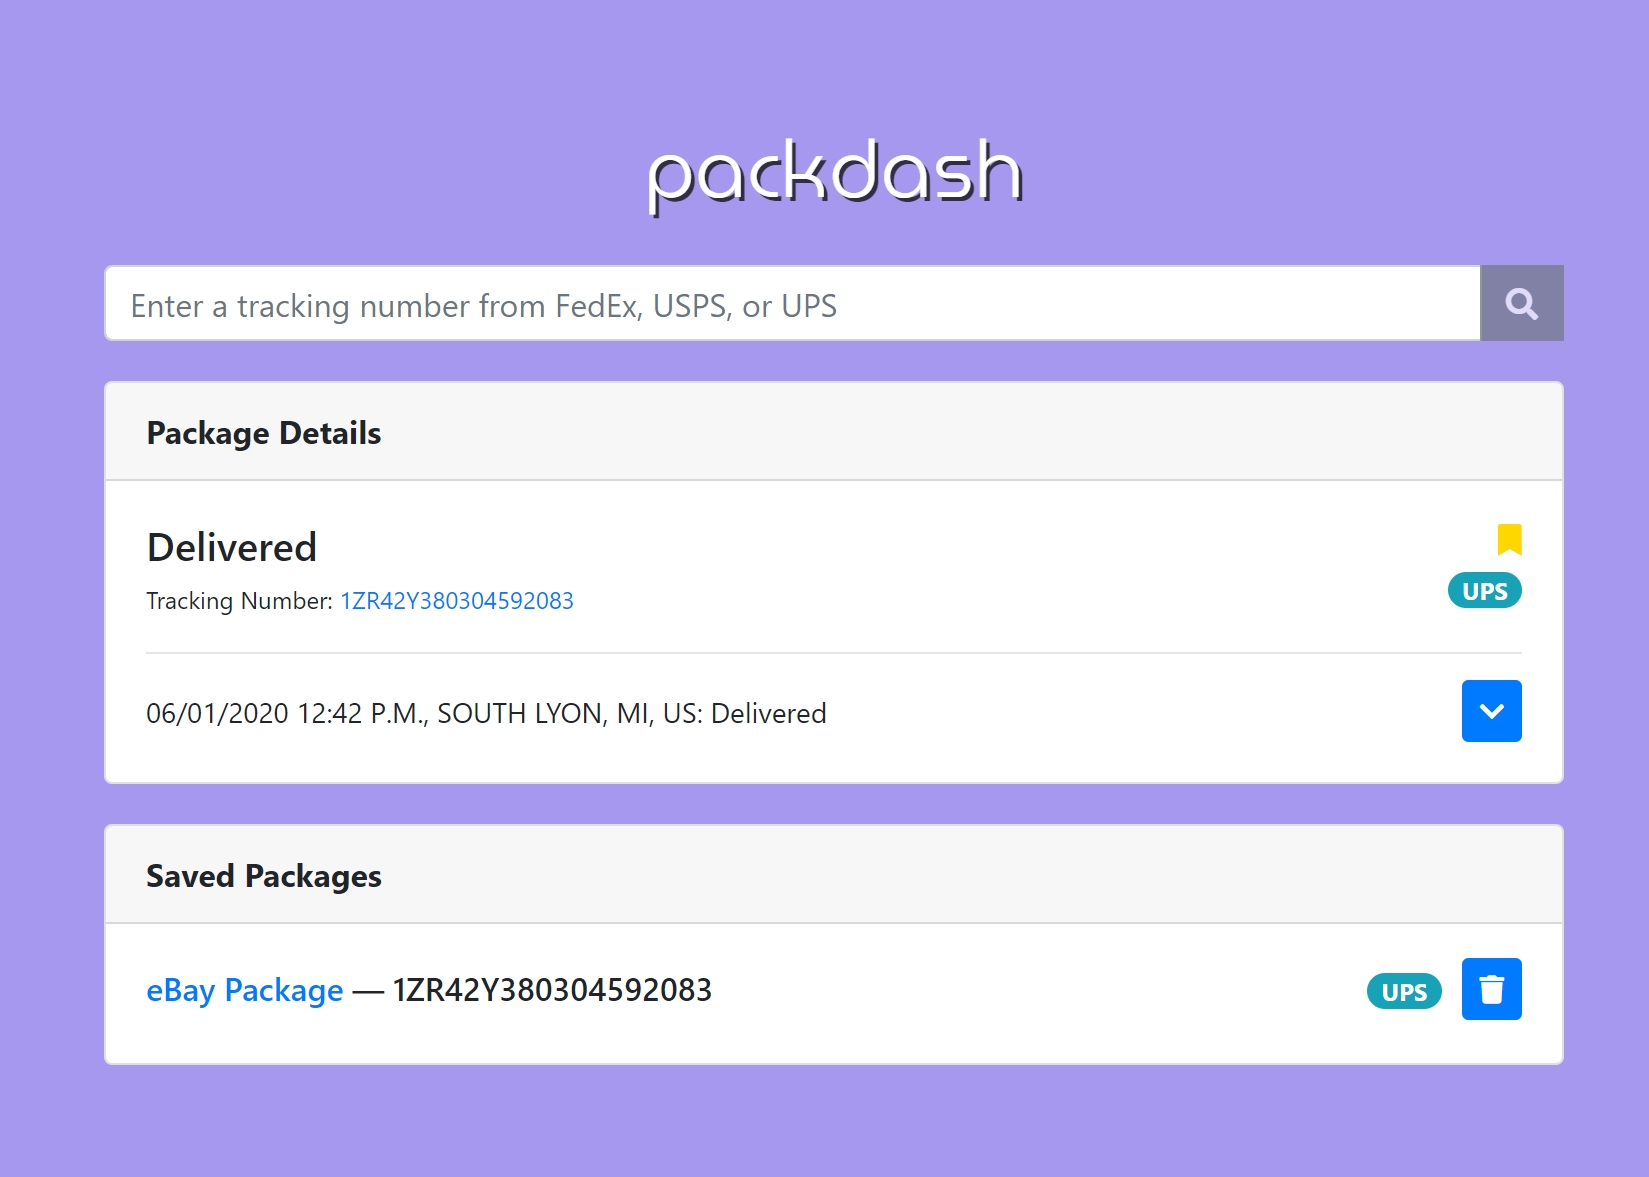 packdash
Enter a tracking number from FedEx, USPS, or UPS
Package Details
Delivered
Tracking Number: 1ZR42Y380304592083
UPS
06/01/2020 12:42 P.M., SOUTH LYON, MI, US: Delivered
Saved Packages
eBay Package — 1ZR42Y380304592083
UPS